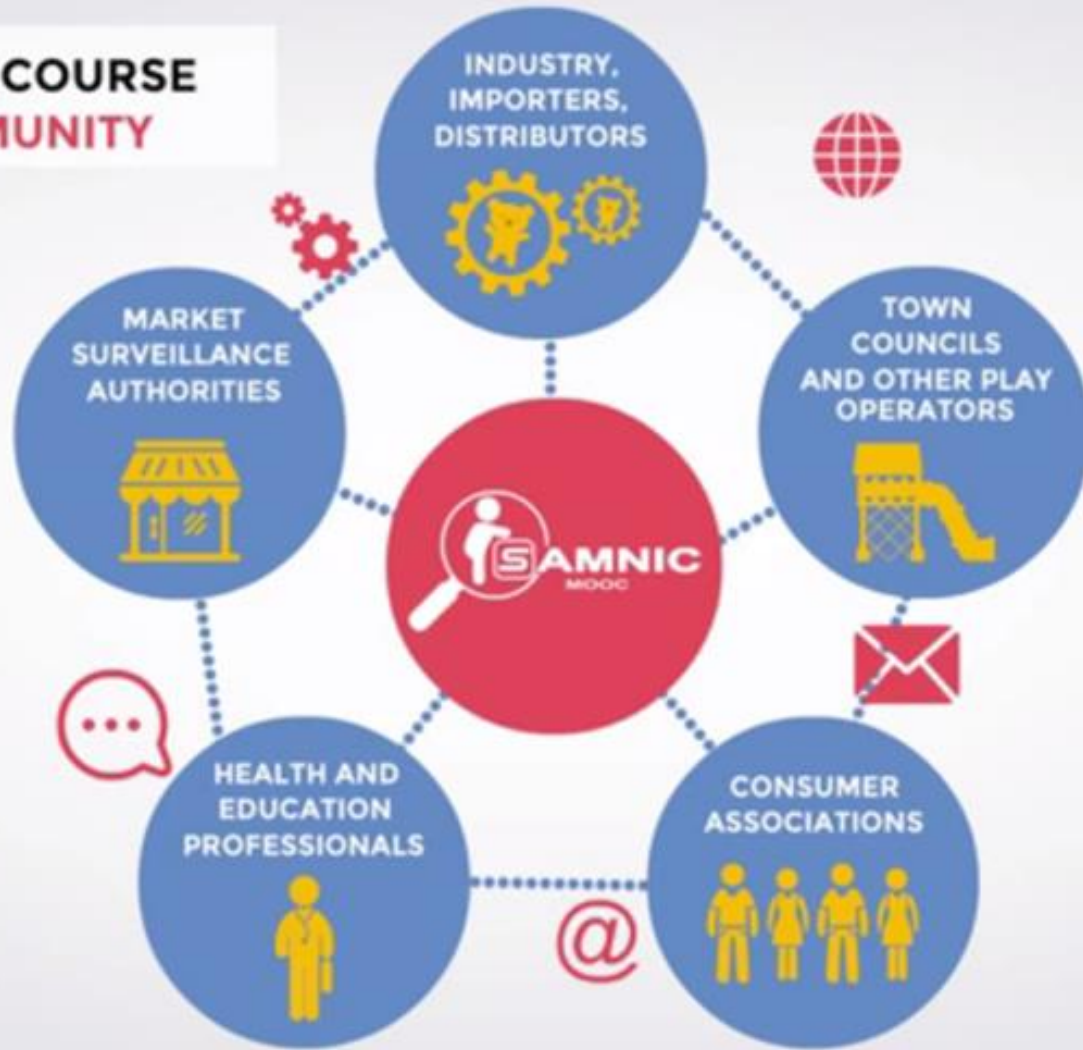 COURSE
INDUSTRY,
IMPORTERS,
DISTRIBUTORS
MARKET
SURVEILLANCE
AUTHORITIES
TOWN
COUNCILS
AND OTHER PLAY
OPERATORS
SAMNIC
MOOC
HEALTH AND
EDUCATION
PROFESSIONALS
CONSUMER
ASSOCIATIONS
@